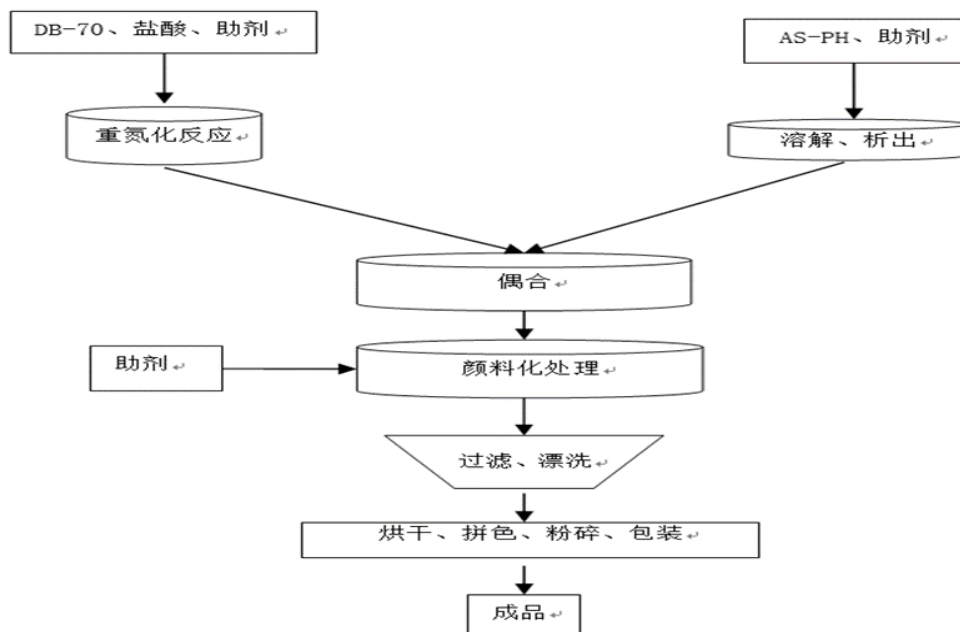 DB-70、盐酸、助剂↵
AS-PH、助剂↵
重氮化反应↵
溶解、析出↵
偶合↵
助剂↵
颜料化处理↵
过滤、漂洗↵
烘干、拼色、粉碎、包装↵
成品↵